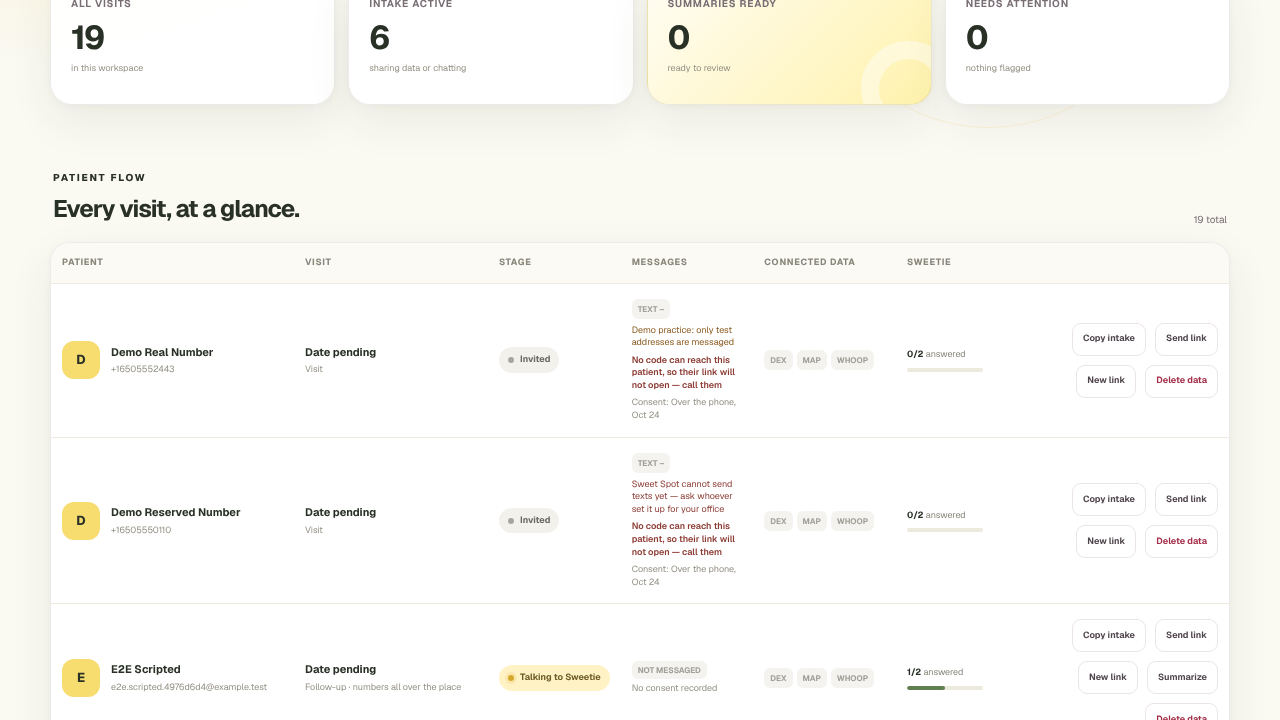 ALL VISITS
19
in this workspace
INTAKE ACTIVE
6
sharing data or chatting
SUMMARIES READY
0
ready to review
NEEDS ATTENTION
0
nothing flagged
PATIENT FLOW
Every visit, at a glance.
19 total
PATIENT VISIT STAGE MESSAGES CONNECTED DATA SWEETIE
D
Demo Real Number
+16505552443
Date pending
Visit
Invited
TEXT –
Demo practice: only test
addresses are messaged
No code can reach this
patient, so their link will
not open — call them
Consent: Over the phone,
Oct 24
DEX MAP WHOOP
0/2 answered
Copy intake Send link
New link Delete data
D
Demo Reserved Number
+16505550110
Date pending
Visit
Invited
TEXT –
Sweet Spot cannot send
texts yet — ask whoever
set it up for your office
No code can reach this
patient, so their link will
not open — call them
Consent: Over the phone,
Oct 24
DEX MAP WHOOP
0/2 answered
Copy intake Send link
New link Delete data
E
E2E Scripted
e2e.scripted.4976d6d4@example.test
Date pending
Follow-up · numbers all over the place
Talking to Sweetie
NOT MESSAGED
No consent recorded
DEX MAP WHOOP
1/2 answered
Copy intake Send link
New link Summarize
Delete data